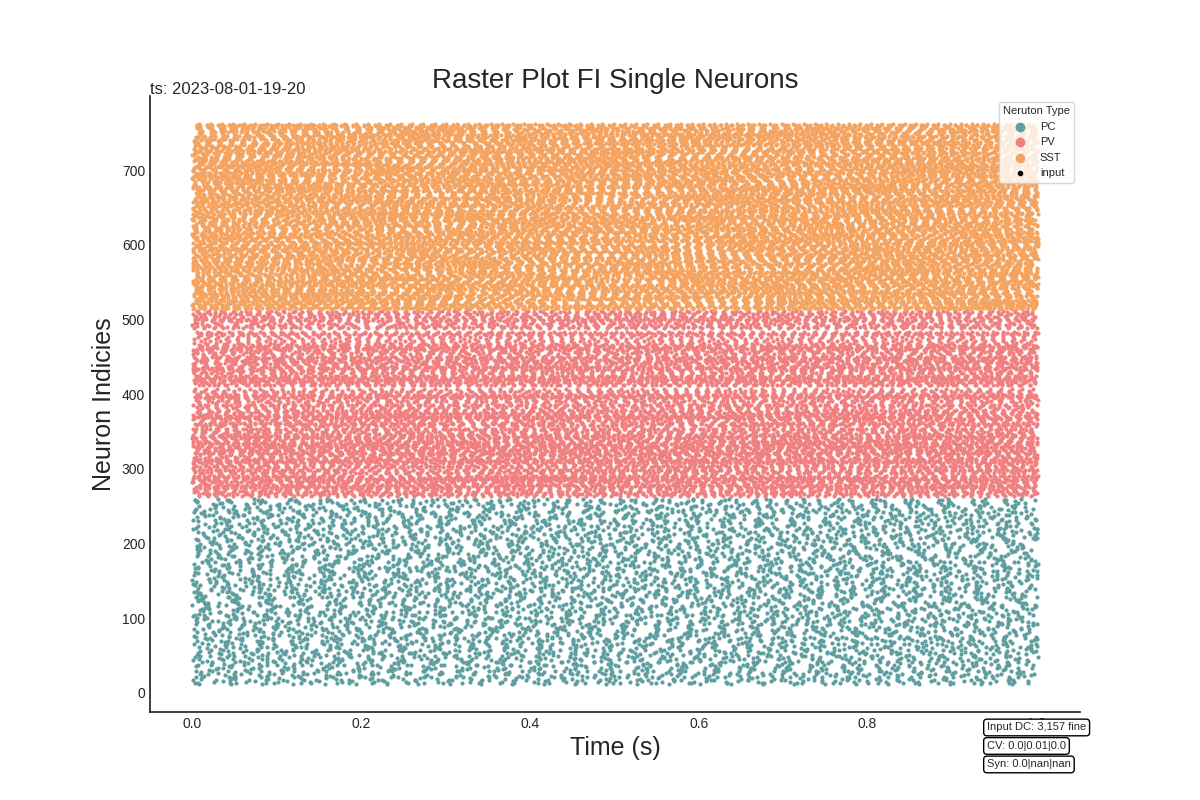 Raster Plot FI Single Neurons
ts: 2023-08-01-19-20
Neruton Type
PC
PV
SST
input
Neuron Indicies
700
600
500
400
300
200
100
0
0.0
0.2
0.4
0.6
0.8
Time (s)
Input DC: 3,157 fine
CV: 0.0|0.01|0.0
Syn: 0.0|nan|nan